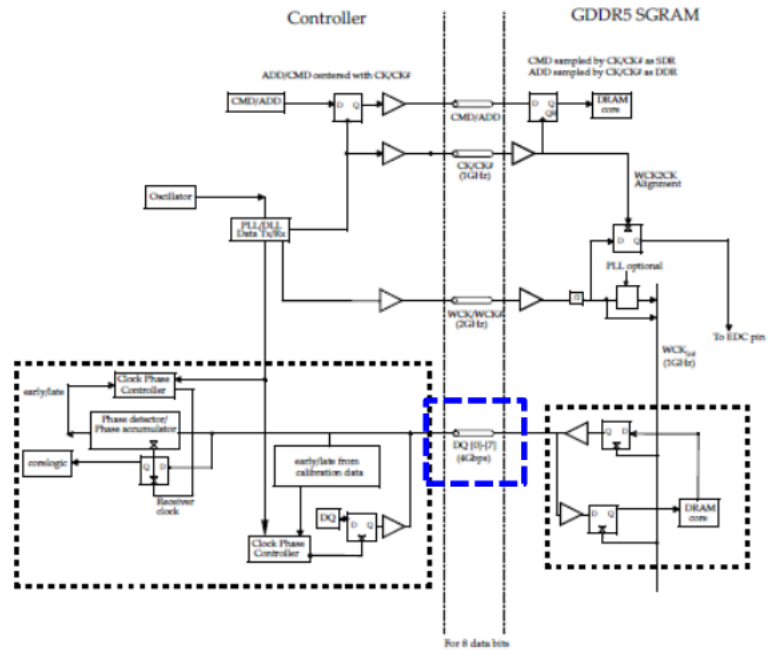 Controller
GDDR5 SGRAM
CMD sampled by CK/CK# as SDR
ADD sampled by CK/CK# as DDR
ADD/CMD centered with CK/CK#
CMD/ADD
D Q
CMD/ADD
D Q
DRAM
core
CK/CK#
(1GHz)
WCK2CK
Alignment
Oscillator
PLL/DLL
Data Tx/Rx
D Q
PLL optional
WCK/WCK#
(2GHz)
To EDC pin
WCKint
(1GHz)
early/late
Clock Phase
Controller
Phase detector/
Phase accumulator
corelogic
Q D
Receiver
clock
early/late from
calibration data
DQ
D Q
Clock Phase
Controller
DQ [0]-[7]
(4Gbps)
Q D
D Q
DRAM
core
For 8 data bits